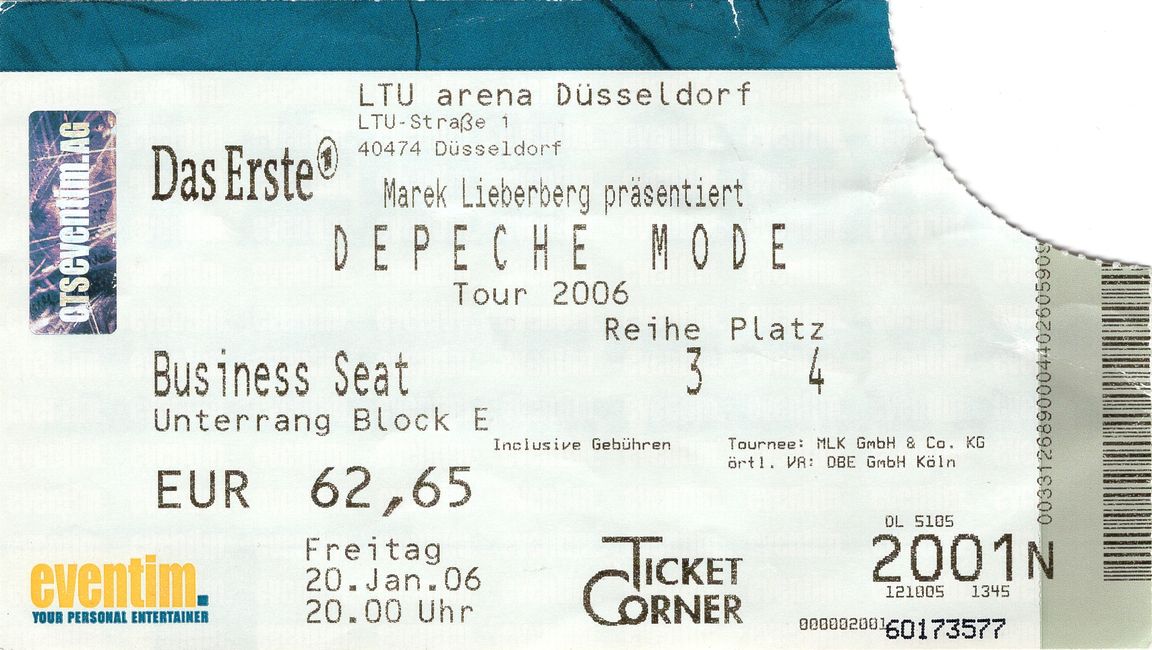 LTU arena Düsseldorf
LTU-Straße 1
40474 Düsseldorf
CTSeventim.AG
Das Erste
Marek Lieberberg präsentiert
DEPECHE MODE
Tour 2006
Reihe Platz
3 4
Business Seat
Unterrang Block E
Inclusive Gebühren
Tournee: MLK GmbH & Co. KG
örtl. VA: DBE GmbH Köln
EUR 62,65
Freitag
20.Jan.06
20.00 Uhr
eventim.
YOUR PERSONAL ENTERTAINER
TICKET
CORNER
OL 5105
2001N
121005 1345
000002001 60173577